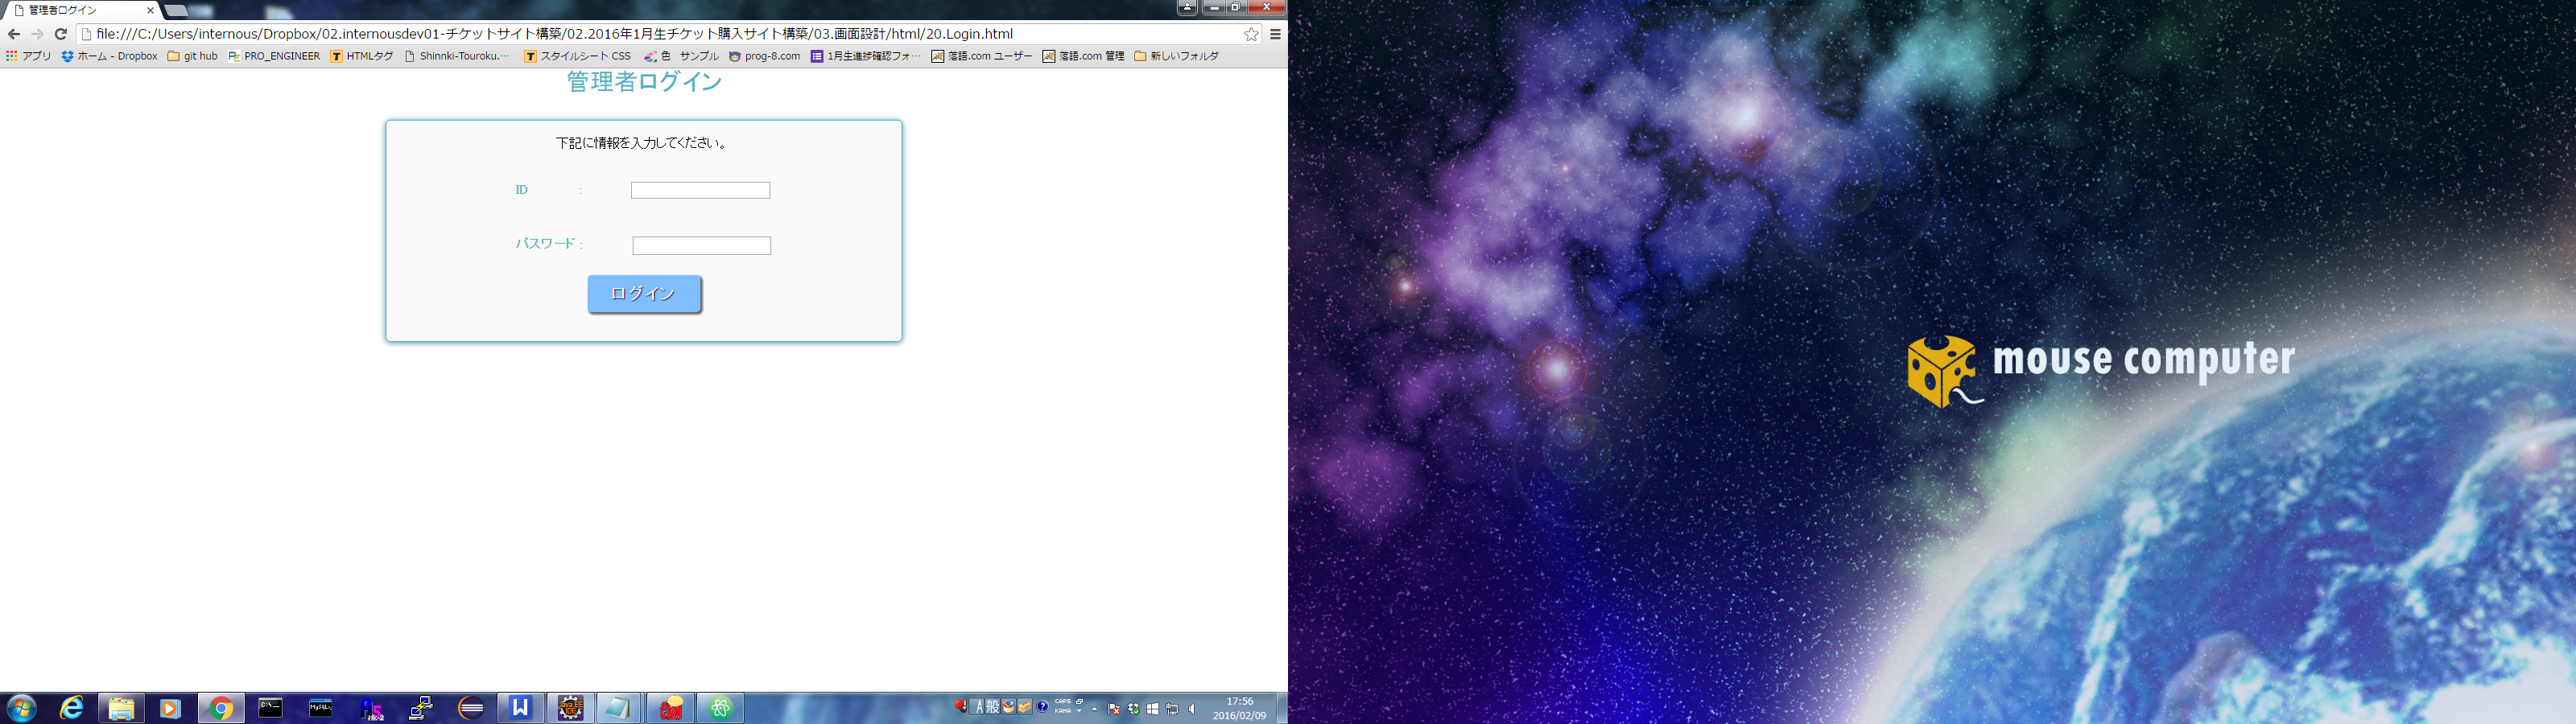 管理者ログイン
file:///C:/Users/internous/Dropbox/02.internousdev01-チケットサイト構築/02.2016年1月生チケット購入サイト構築/03.画面設計/html/20.Login.html
アプリ ホーム - Dropbox git hub PRO_ENGINEER HTMLタグ Shinnki-Touroku.… スタイルシート CSS 色 サンプル prog-8.com 1月生進捗確認フォ… 落語.com ユーザー 落語.com 管理 新しいフォルダ
管理者ログイン
下記に情報を入力してください。
ID :
パスワード :
ログイン
mouse computer
A 般 CAPS
KANA
17:56
2016/02/09